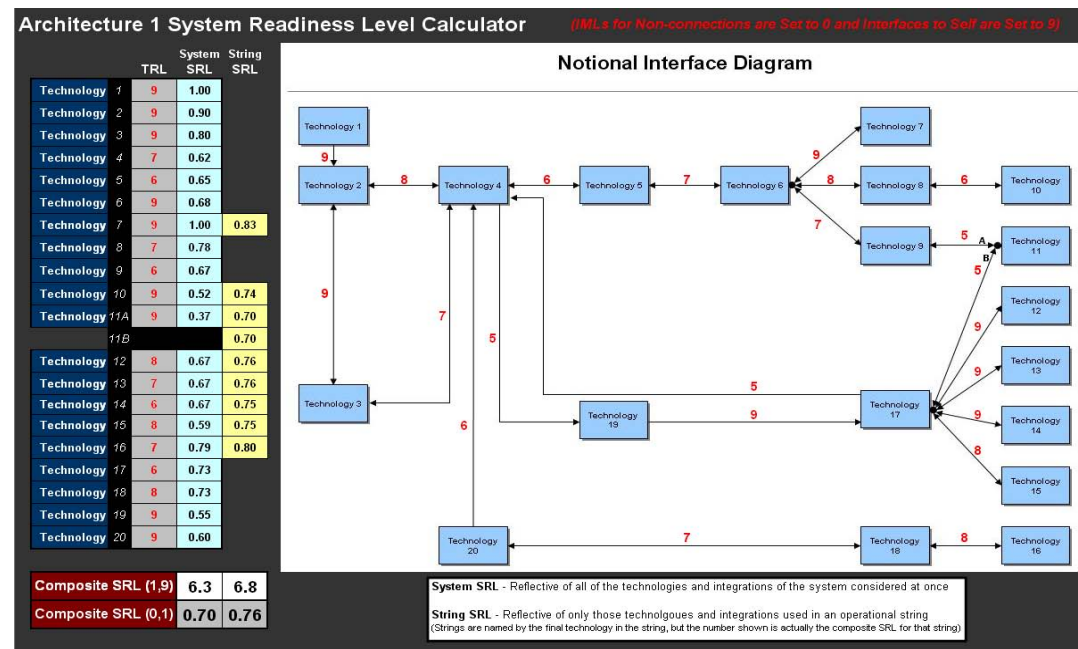 Architecture 1 System Readiness Level Calculator
(IMLs for Non-connections are Set to 0 and Interfaces to Self are Set to 9)
System String
TRL SRL SRL
Technology 1 9 1.00
Technology 2 9 0.90
Technology 3 9 0.80
Technology 4 7 0.62
Technology 5 6 0.65
Technology 6 9 0.68
Technology 7 9 1.00 0.83
Technology 8 7 0.78
Technology 9 6 0.67
Technology 10 9 0.52 0.74
Technology 11A 9 0.37 0.70
11B 0.70
Technology 12 8 0.67 0.76
Technology 13 7 0.67 0.76
Technology 14 6 0.67 0.75
Technology 15 8 0.59 0.75
Technology 16 7 0.79 0.80
Technology 17 6 0.73
Technology 18 8 0.73
Technology 19 9 0.55
Technology 20 9 0.60
Composite SRL (1,9) 6.3 6.8
Composite SRL (0,1) 0.70 0.76
Notional Interface Diagram
Technology 1
Technology 7
9
9
Technology 2
8
Technology 4
6
Technology 5
7
Technology 6
8
Technology 8
6
Technology
10
7
Technology 9
5
A
B
Technology
11
5
9
7
5
9
Technology
12
9
Technology
13
Technology 3
5
Technology
19
9
Technology
17
9
Technology
14
6
8
Technology
15
Technology
20
7
Technology
18
8
Technology
16
System SRL - Reflective of all of the technologies and integrations of the system considered at once
String SRL - Reflective of only those technolgoues and integrations used in an operational string
(Strings are named by the final technology in the string, but the number shown is actually the composite SRL for that string)